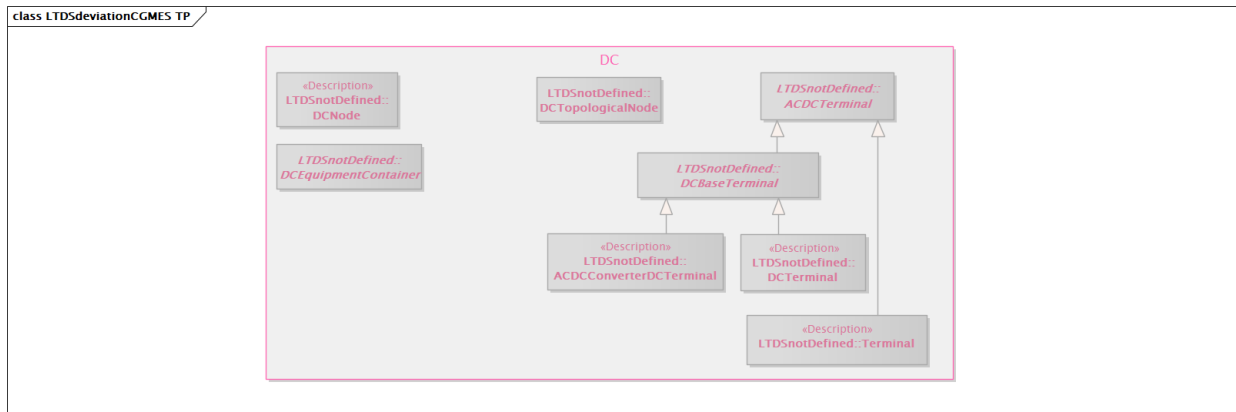 class LTDSdeviationCGMES TP
DC
«Description»
LTDSnotDefined::
DCNode
LTDSnotDefined::
DCTopologicalNode
LTDSnotDefined::
ACDCTerminal
LTDSnotDefined::
DCEquipmentContainer
LTDSnotDefined::
DCBaseTerminal
«Description»
LTDSnotDefined::
ACDCConverterDCTerminal
«Description»
LTDSnotDefined::
DCTerminal
«Description»
LTDSnotDefined::Terminal